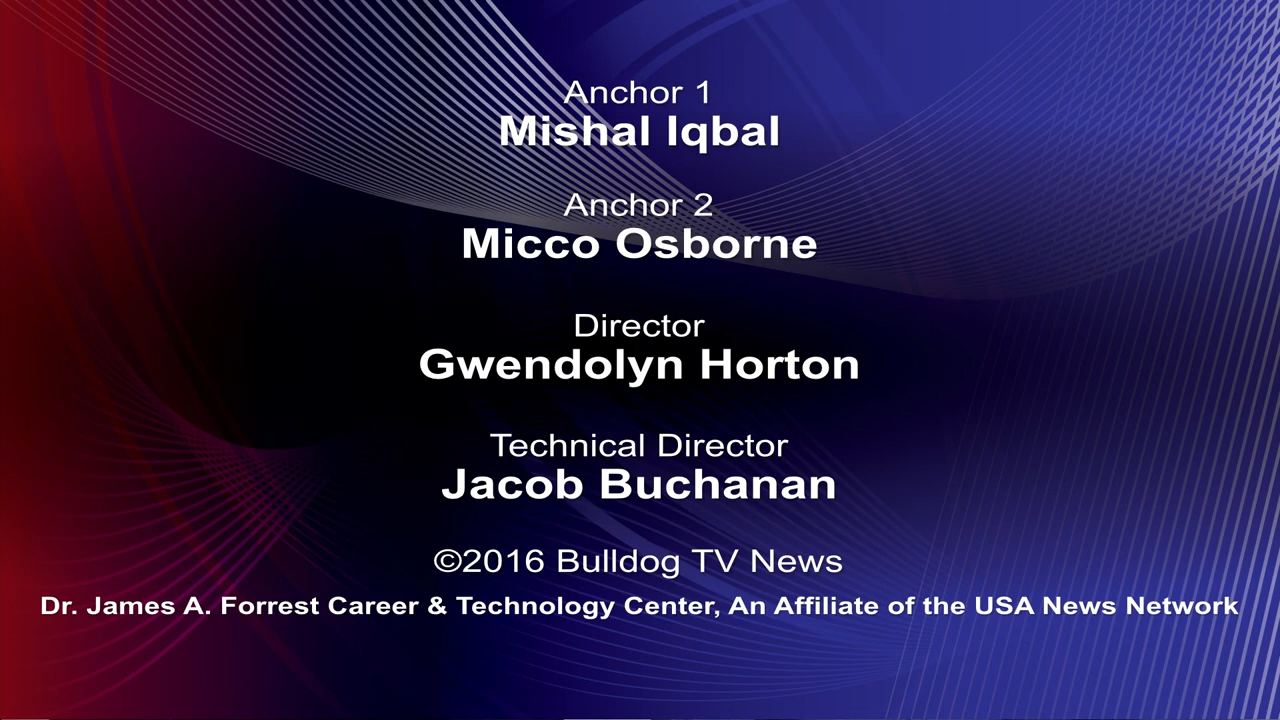 Anchor 1
Mishal Iqbal
Anchor 2
Micco Osborne
Director
Gwendolyn Horton
Technical Director
Jacob Buchanan
©2016 Bulldog TV News
Dr. James A. Forrest Career & Technology Center, An Affiliate of the USA News Network